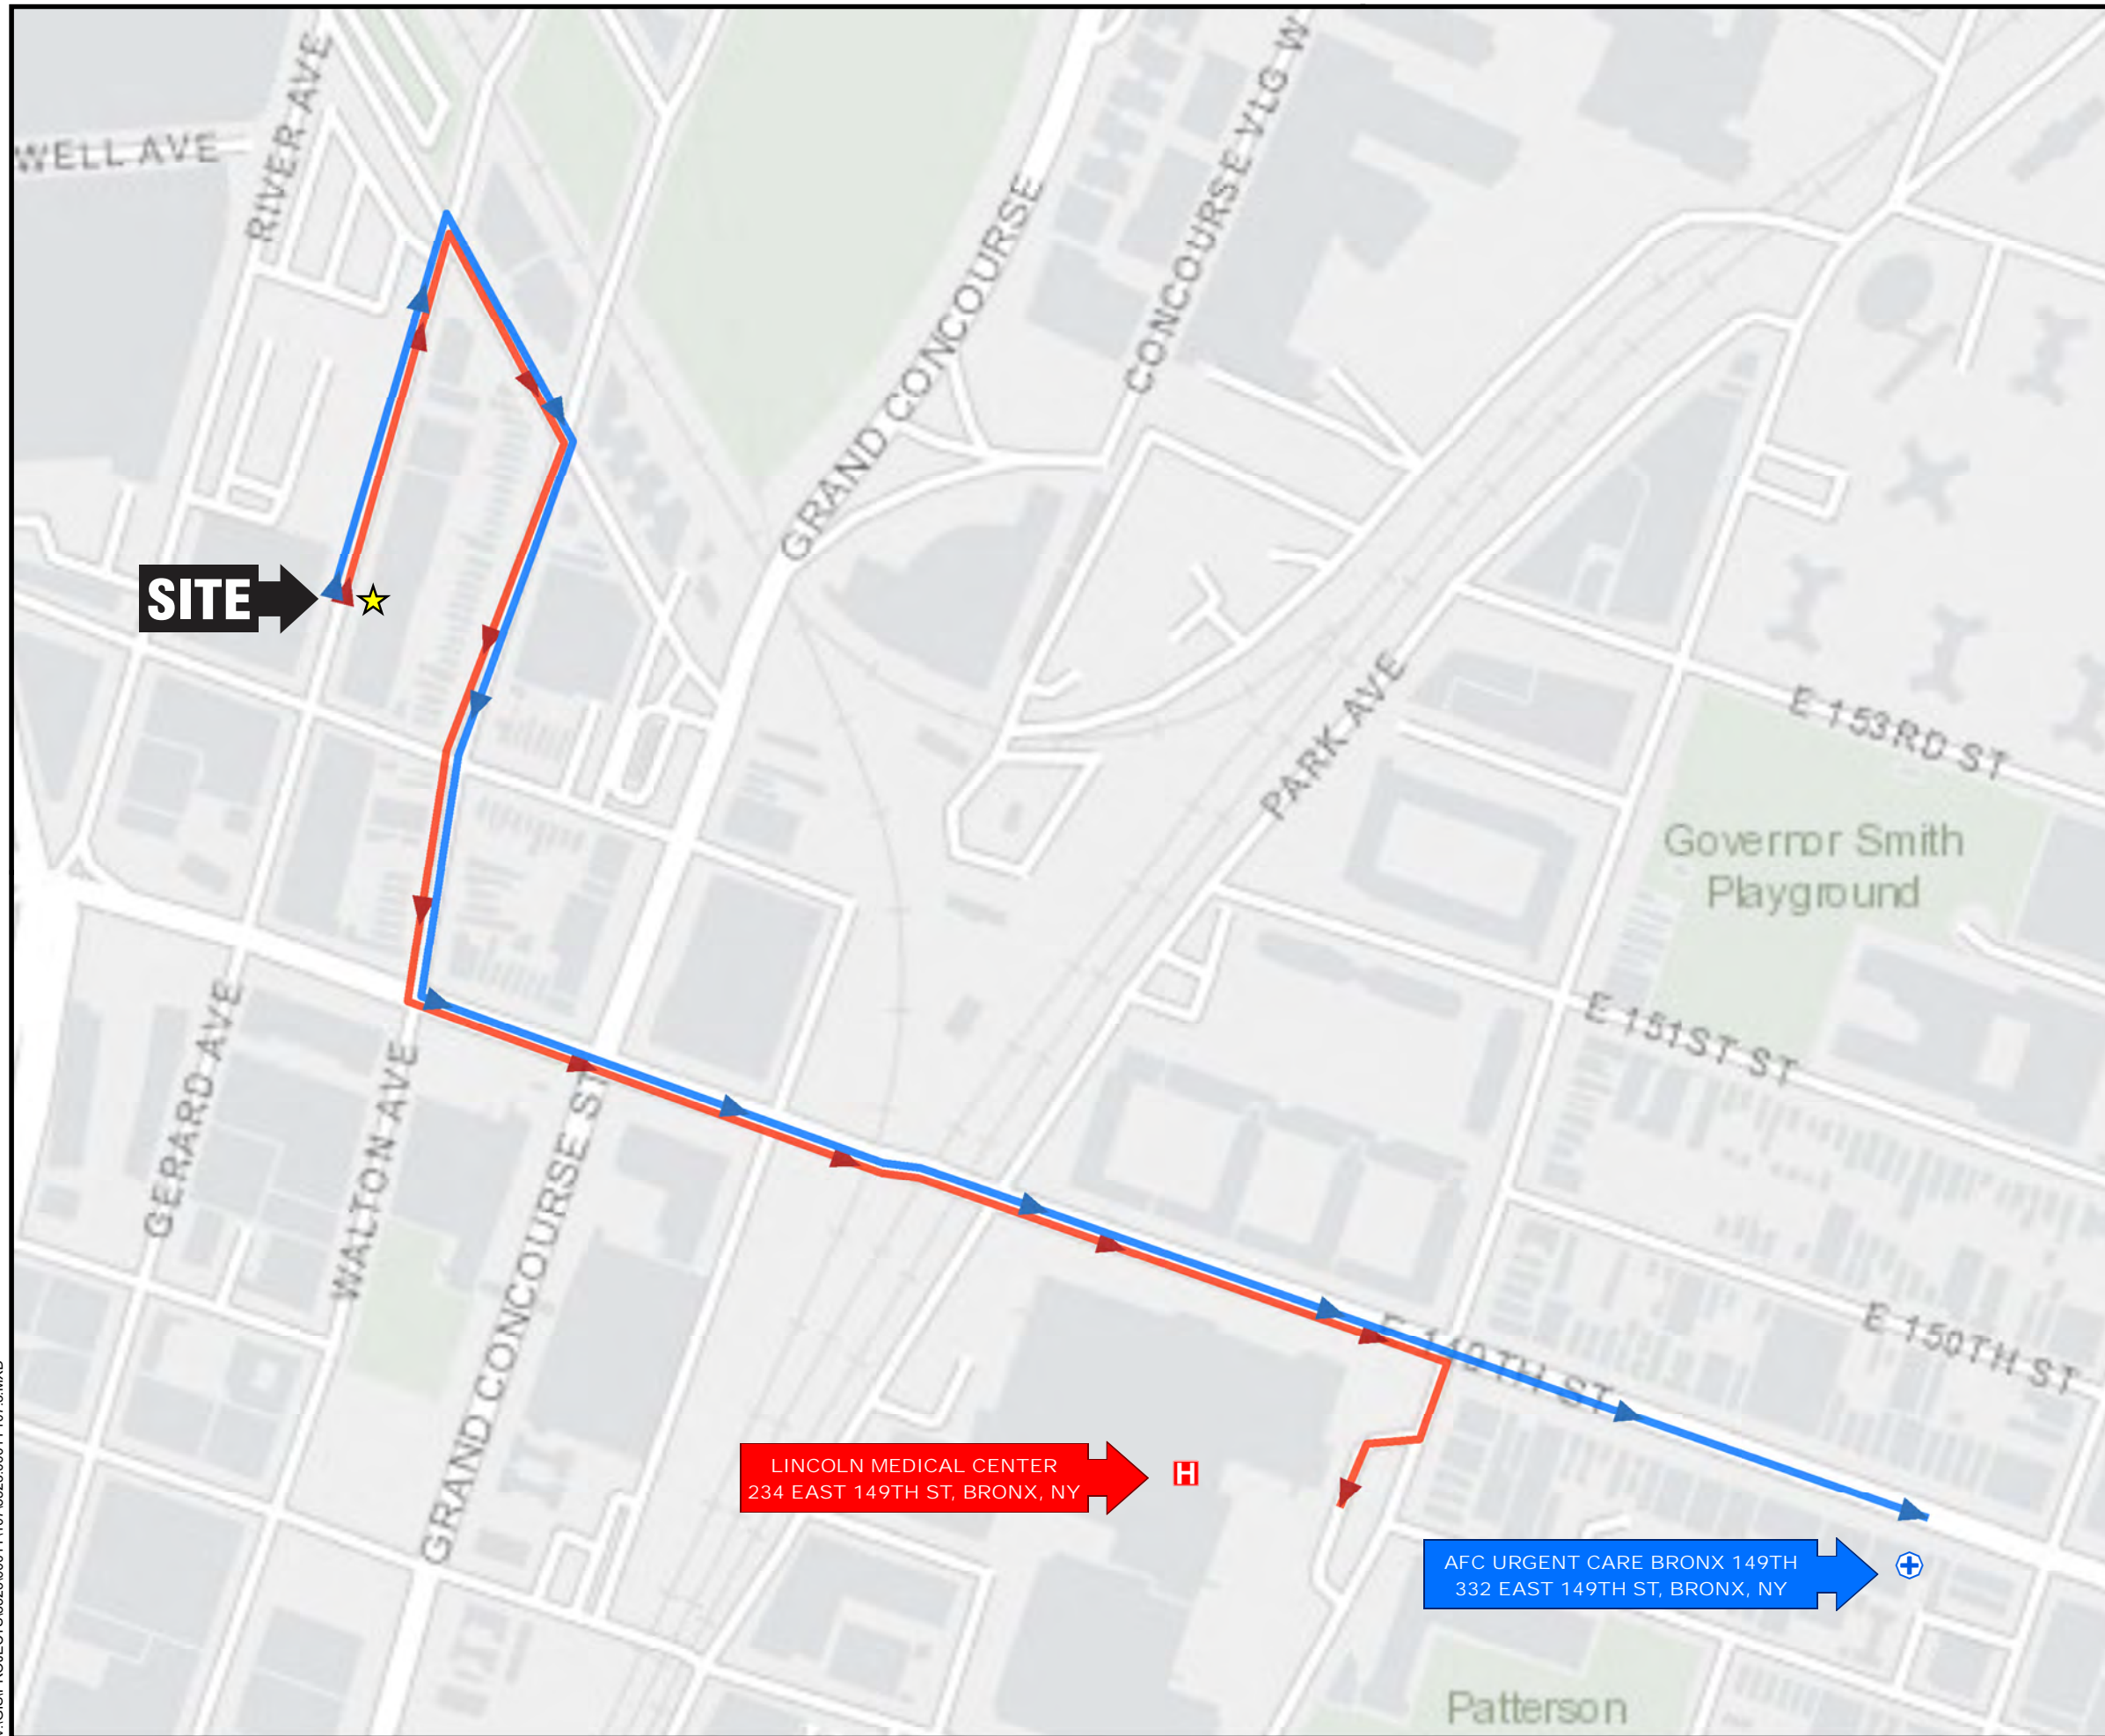 WELL AVE
RIVER AVE
GRAND CONCOURSE
CONCOURSE VLG W
SITE
PARK AVE
E 153RD ST
Governor Smith
Playground
E 151ST ST
GERARD AVE
WALTON AVE
GRAND CONCOURSE ST
E 149TH ST
E 150TH ST
LINCOLN MEDICAL CENTER
234 EAST 149TH ST, BRONX, NY
H
AFC URGENT CARE BRONX 149TH
332 EAST 149TH ST, BRONX, NY
Patterson